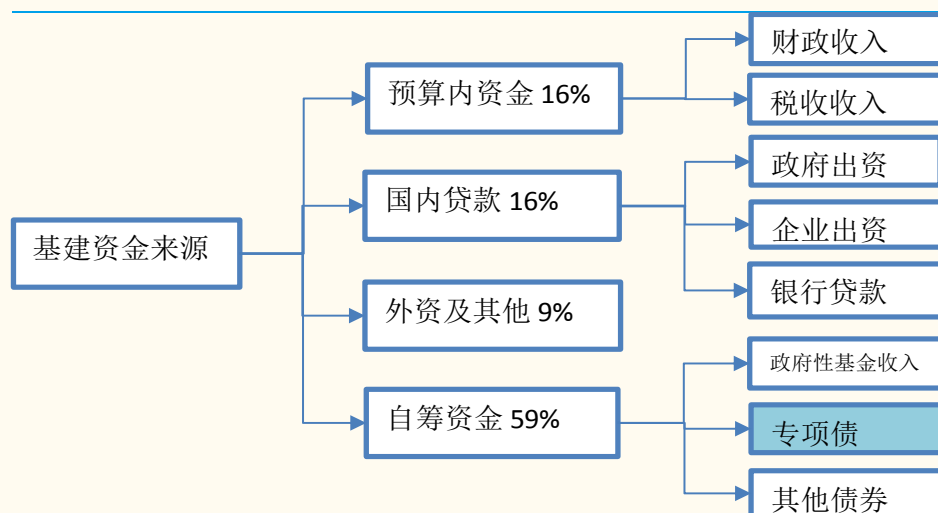 基建资金来源
预算内资金 16%
国内贷款 16%
外资及其他 9%
自筹资金 59%
财政收入
税收收入
政府出资
企业出资
银行贷款
政府性基金收入
专项债
其他债券